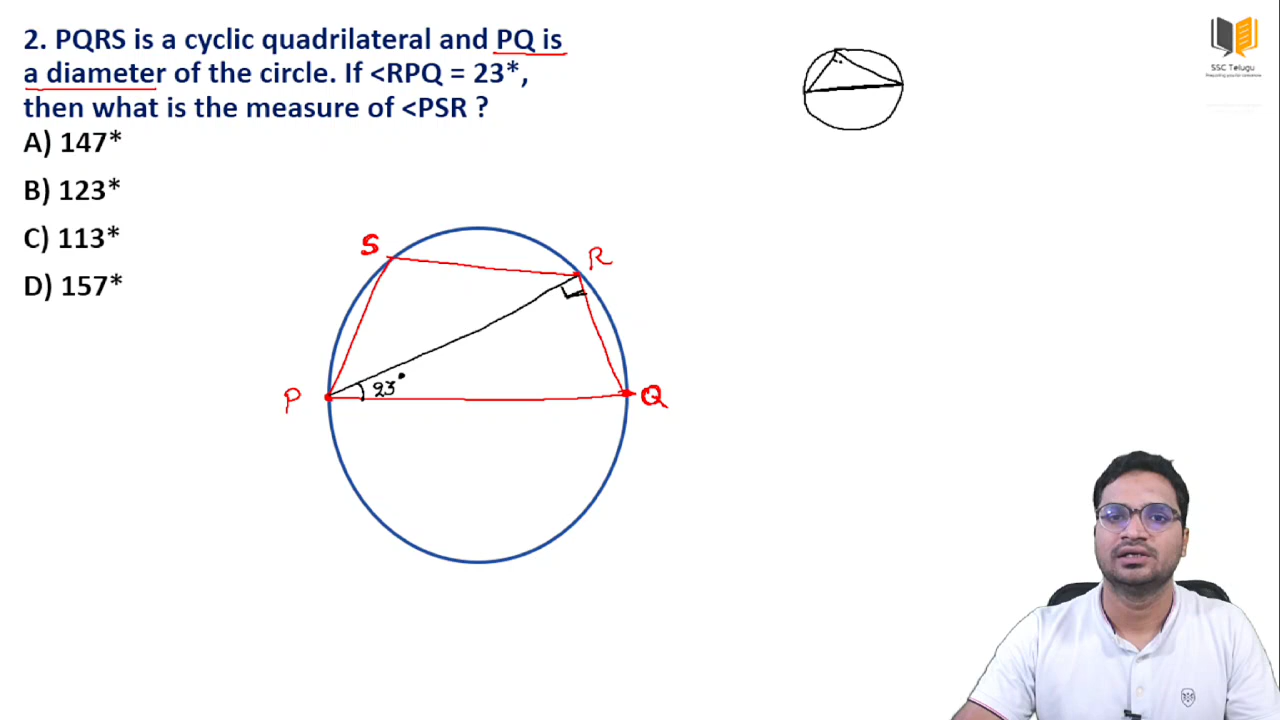 2. PQRS is a cyclic quadrilateral and PQ is
a diameter of the circle. If <RPQ = 23*,
then what is the measure of <PSR ?
A) 147*
B) 123*
C) 113*
D) 157*
SSC Telugu
S
R
23°
P
Q